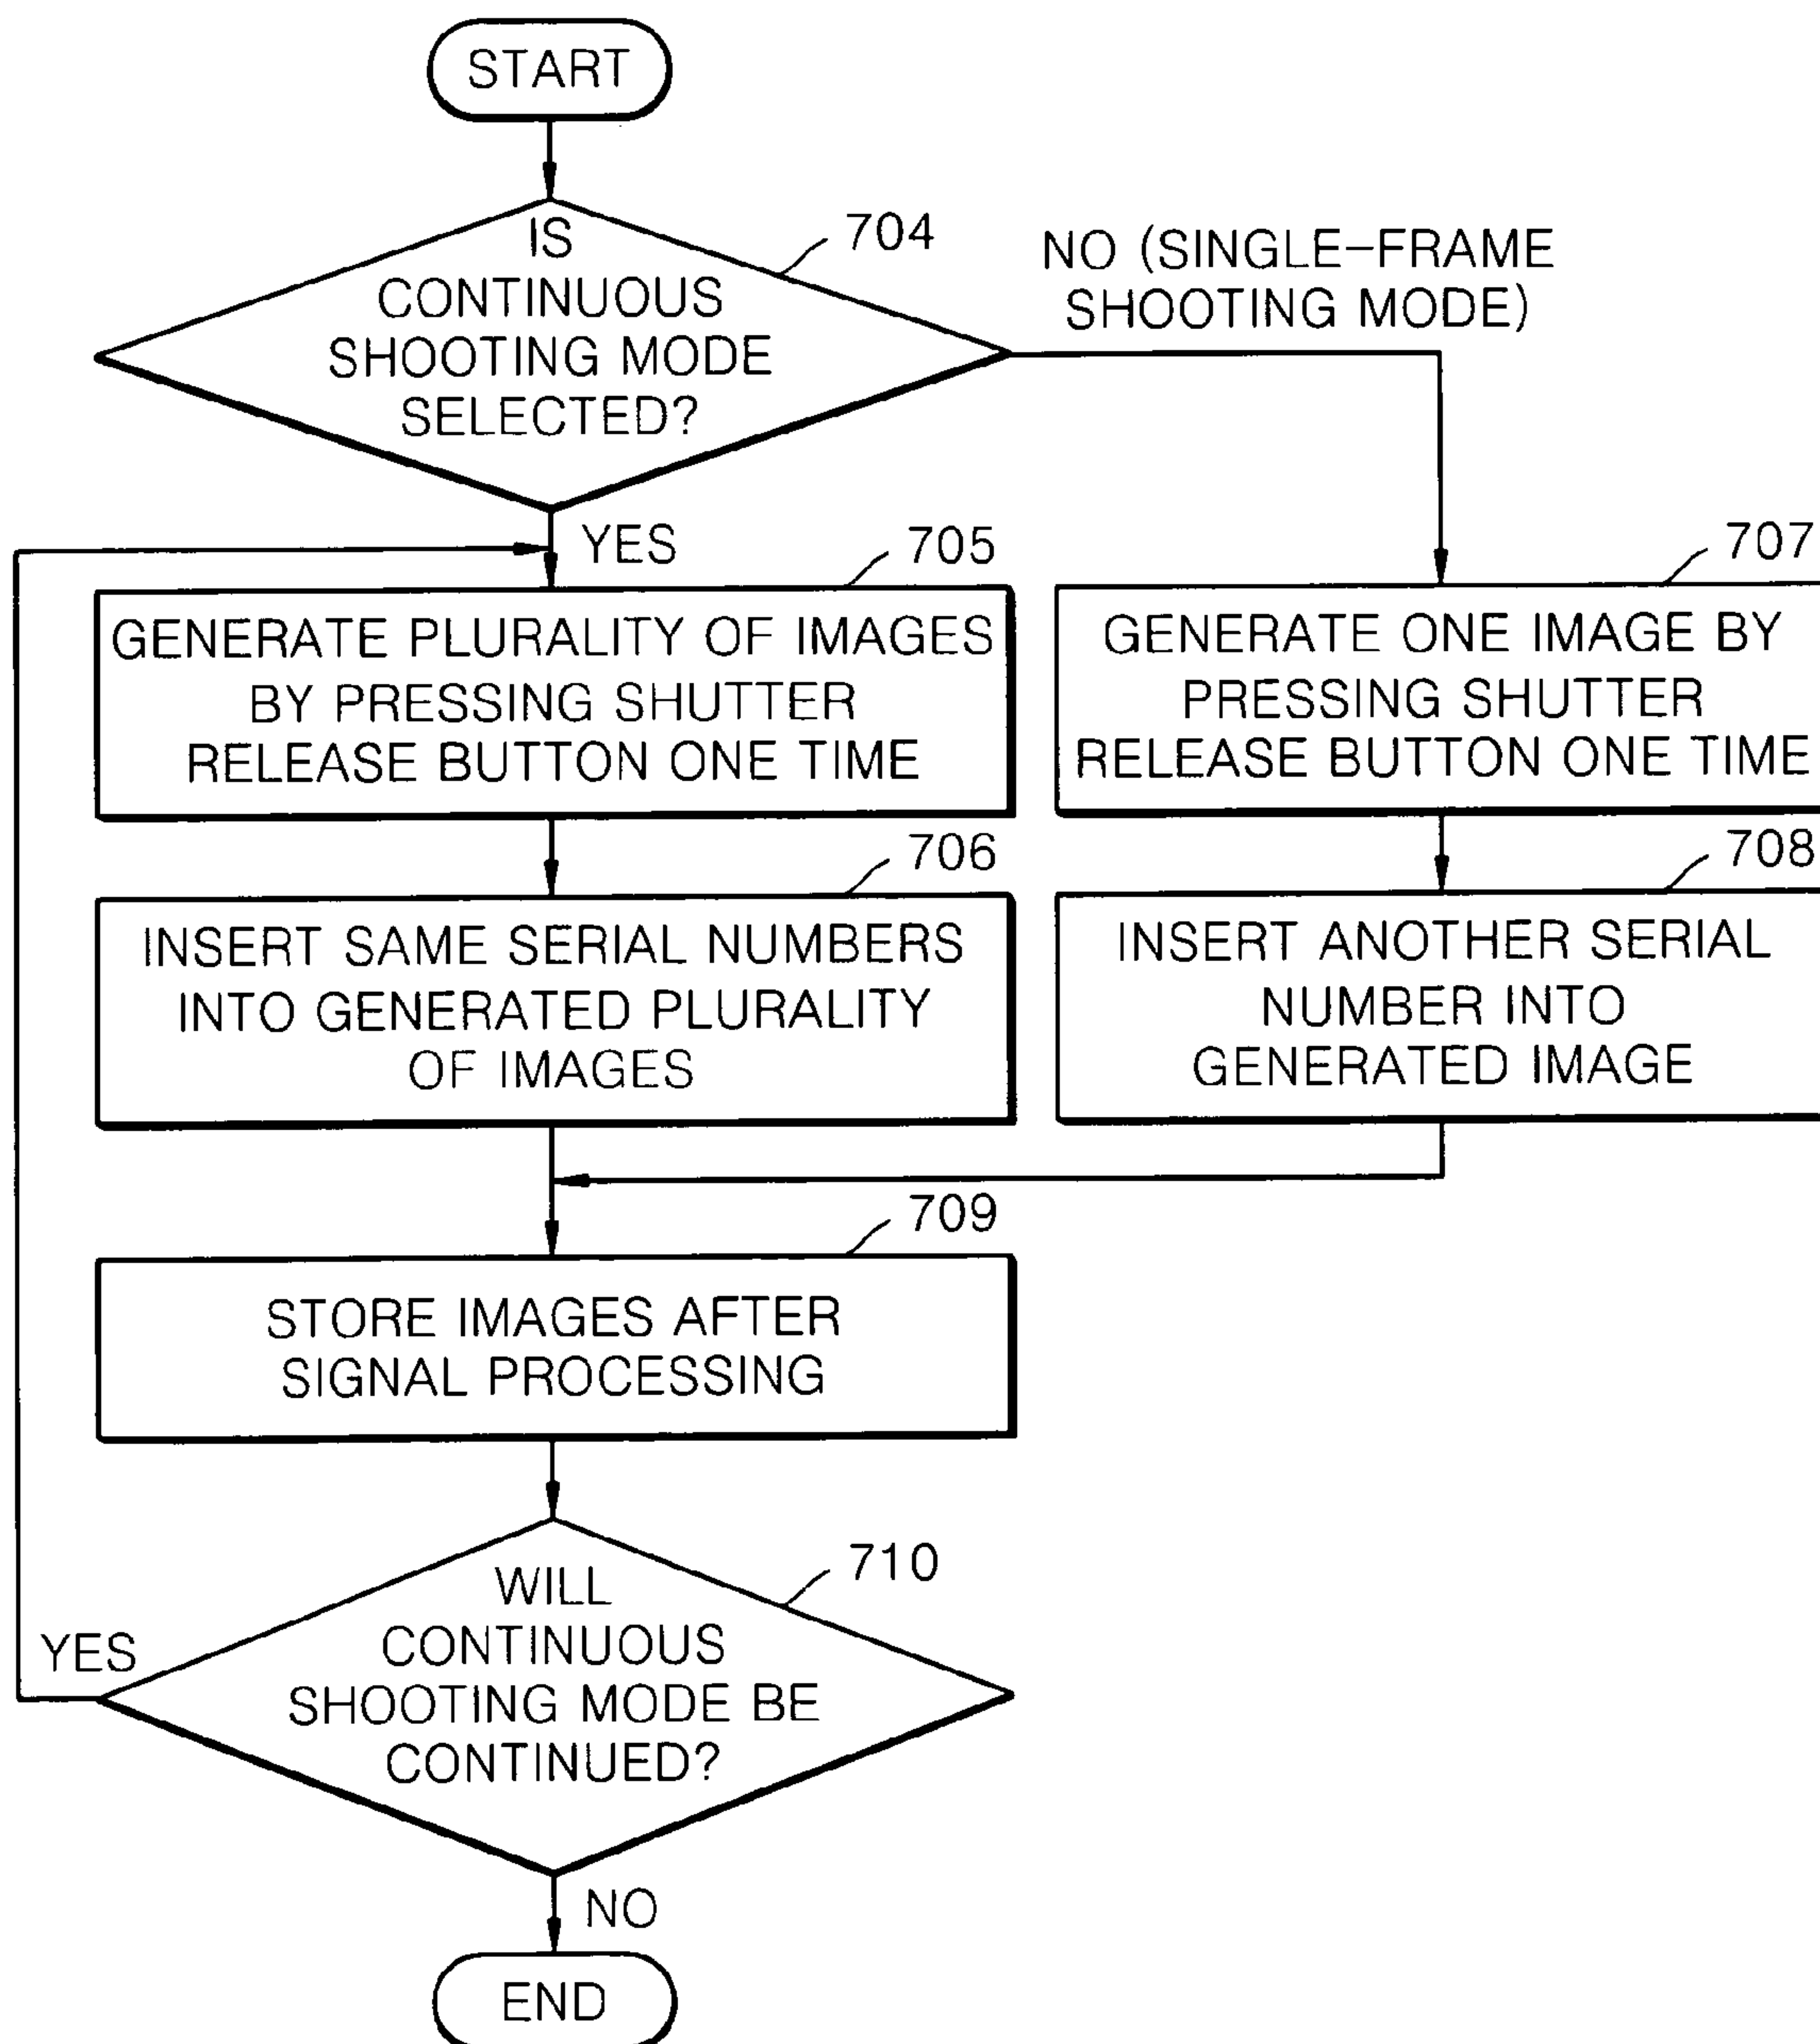 START
IS
CONTINUOUS
SHOOTING MODE
SELECTED?
704
NO (SINGLE-FRAME
SHOOTING MODE)
YES
705
GENERATE PLURALITY OF IMAGES
BY PRESSING SHUTTER
RELEASE BUTTON ONE TIME
707
GENERATE ONE IMAGE BY
PRESSING SHUTTER
RELEASE BUTTON ONE TIME
706
INSERT SAME SERIAL NUMBERS
INTO GENERATED PLURALITY
OF IMAGES
708
INSERT ANOTHER SERIAL
NUMBER INTO
GENERATED IMAGE
709
STORE IMAGES AFTER
SIGNAL PROCESSING
710
WILL
CONTINUOUS
SHOOTING MODE BE
CONTINUED?
YES
NO
END